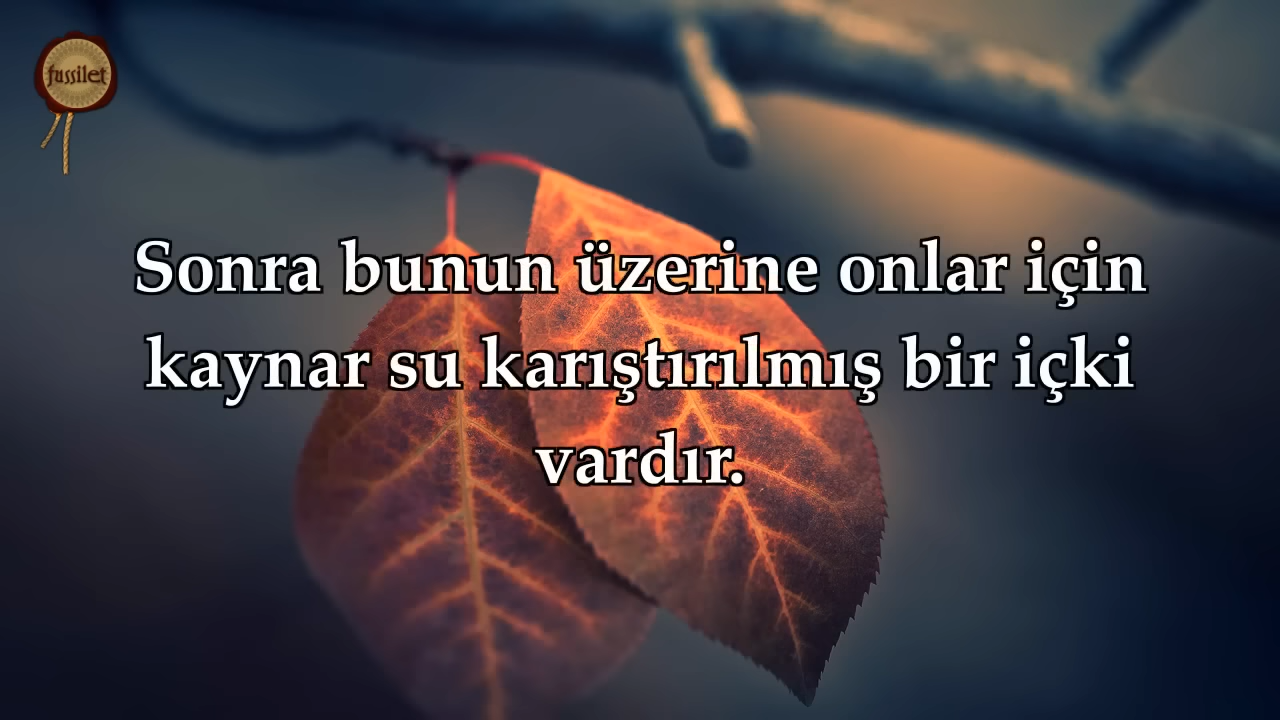 fussilet
Sonra bunun üzerine onlar için
kaynar su karıştırılmış bir içki
vardır.